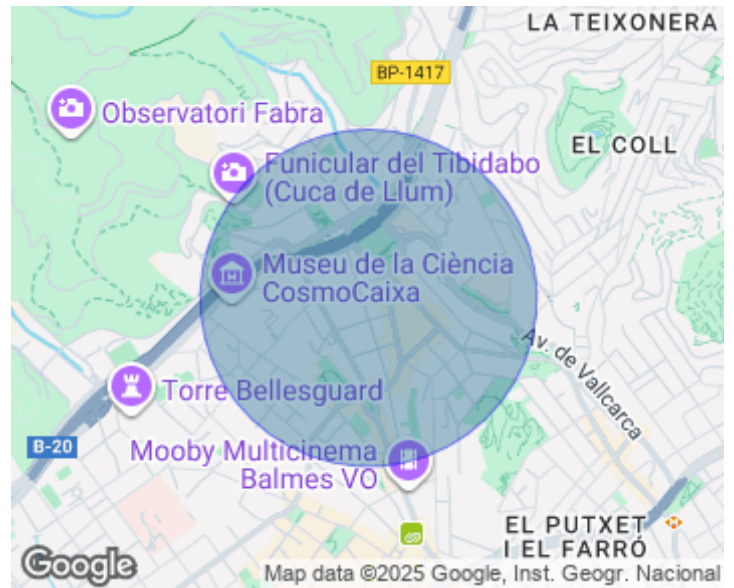 LA TEIXONERA
BP-1417
Observatori Fabra
EL COLL
Funicular del Tibidabo
(Cuca de Llum)
Museu de la Ciència
CosmoCaixa
Av. de Vallcarca
Torre Bellesguard
B-20
Mooby Multicinema
Balmes VO
EL PUTXET
I EL FARRÓ
Google
Map data ©2025 Google, Inst. Geogr. Nacional